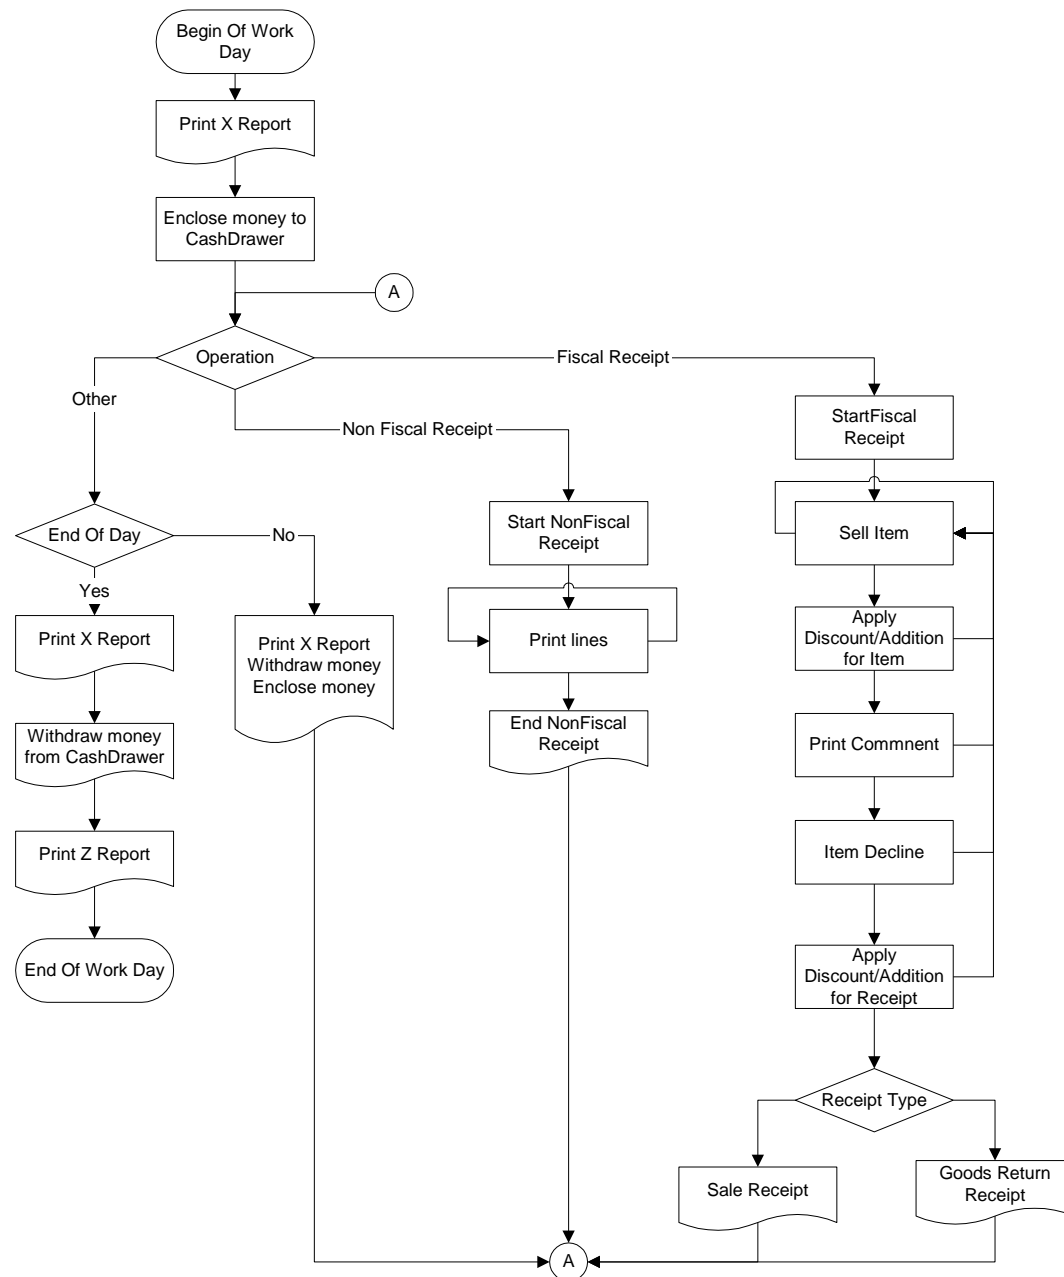 Begin Of Work
Day
Print X Report
Enclose money to
CashDrawer
A
Operation
Fiscal Receipt
Other
Non Fiscal Receipt
StartFiscal
Receipt
End Of Day
No
Yes
Start NonFiscal
Receipt
Sell Item
Print X Report
Print X Report
Withdraw money
Enclose money
Print lines
Apply
Discount/Addition
for Item
Withdraw money
from CashDrawer
End NonFiscal
Receipt
Print Commnent
Print Z Report
Item Decline
End Of Work Day
Apply
Discount/Addition
for Receipt
Receipt Type
Sale Receipt
Goods Return
Receipt
A